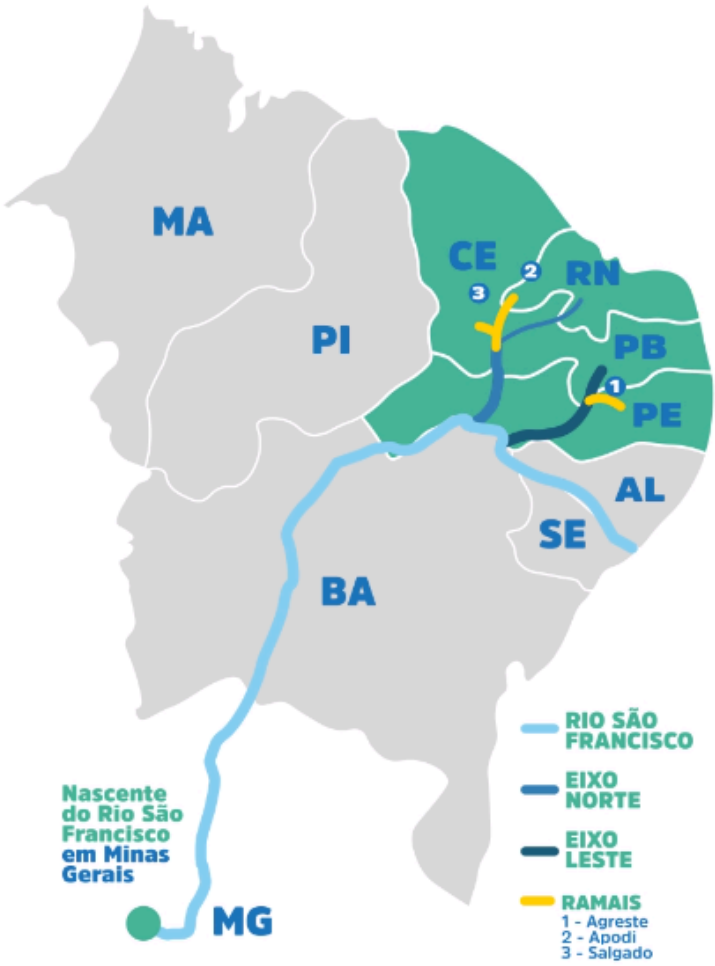 MA
CE
2
RN
3
PI
PB
1
PE
AL
SE
BA
RIO SÃO
FRANCISCO
EIXO
NORTE
EIXO
LESTE
RAMAIS
1 - Agreste
2 - Apodi
3 - Salgado
Nascente
do Rio São
Francisco
em Minas
Gerais
MG